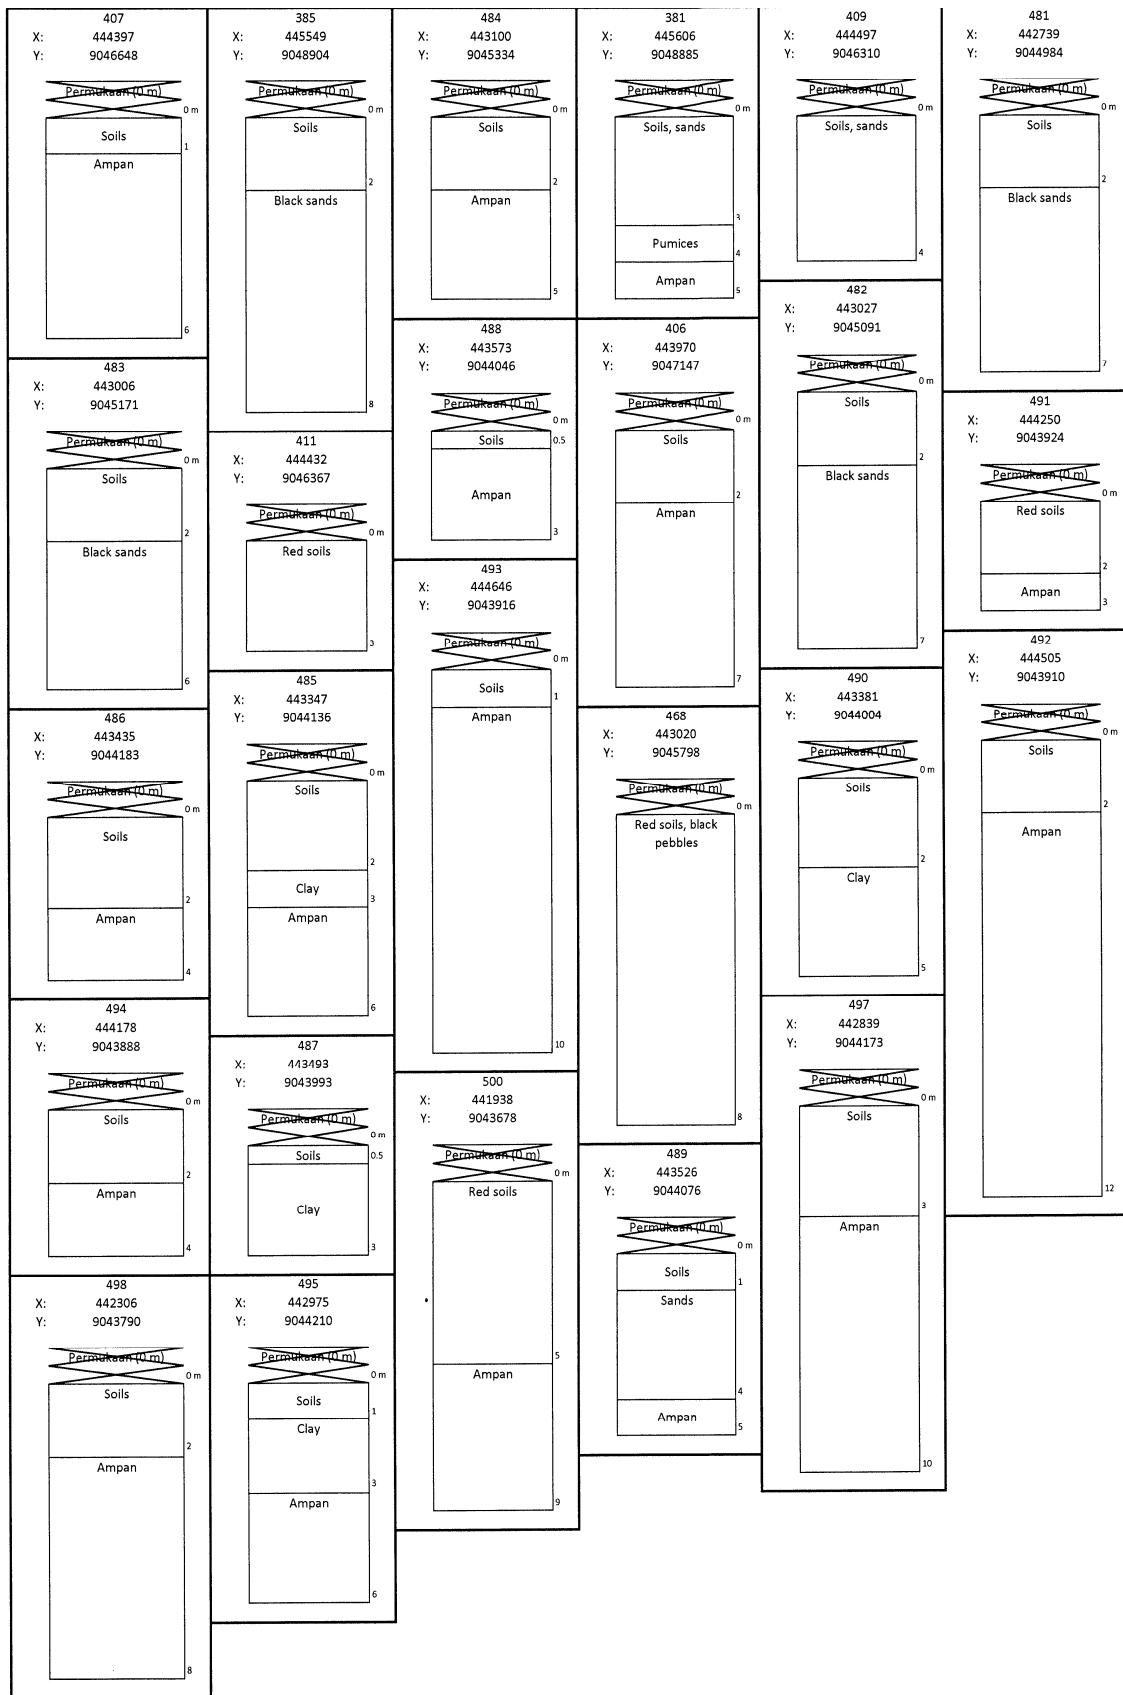 407
X: 444397
Y: 9046648
Permukaan (0 m)
0 m
Soils
1
Ampan
6
483
X: 443006
Y: 9045171
Permukaan (0 m)
0 m
Soils
2
Black sands
6
486
X: 443435
Y: 9044183
Permukaan (0 m)
0 m
Soils
2
Ampan
4
494
X: 444178
Y: 9043888
Permukaan (0 m)
0 m
Soils
2
Ampan
4
498
X: 442306
Y: 9043790
Permukaan (0 m)
0 m
Soils
2
Ampan
8
385
X: 445549
Y: 9048904
Permukaan (0 m)
0 m
Soils
2
Black sands
8
411
X: 444432
Y: 9046367
Permukaan (0 m)
0 m
Red soils
3
485
X: 443347
Y: 9044136
Permukaan (0 m)
0 m
Soils
2
Clay
3
Ampan
6
487
X: 443493
Y: 9043993
Permukaan (0 m)
0 m
Soils
0.5
Clay
3
495
X: 442975
Y: 9044210
Permukaan (0 m)
0 m
Soils
1
Clay
3
Ampan
6
484
X: 443100
Y: 9045334
Permukaan (0 m)
0 m
Soils
2
Ampan
5
488
X: 443573
Y: 9044046
Permukaan (0 m)
0 m
Soils
0.5
Ampan
3
493
X: 444646
Y: 9043916
Permukaan (0 m)
0 m
Soils
1
Ampan
10
500
X: 441938
Y: 9043678
Permukaan (0 m)
0 m
Red soils
5
Ampan
9
381
X: 445606
Y: 9048885
Permukaan (0 m)
0 m
Soils, sands
3
Pumices
4
Ampan
5
406
X: 443970
Y: 9047147
Permukaan (0 m)
0 m
Soils
2
Ampan
7
468
X: 443020
Y: 9045798
Permukaan (0 m)
0 m
Red soils, black
pebbles
8
489
X: 443526
Y: 9044076
Permukaan (0 m)
0 m
Soils
1
Sands
4
Ampan
5
409
X: 444497
Y: 9046310
Permukaan (0 m)
0 m
Soils, sands
4
482
X: 443027
Y: 9045091
Permukaan (0 m)
0 m
Soils
2
Black sands
7
490
X: 443381
Y: 9044004
Permukaan (0 m)
0 m
Soils
2
Clay
5
497
X: 442839
Y: 9044173
Permukaan (0 m)
0 m
Soils
3
Ampan
10
481
X: 442739
Y: 9044984
Permukaan (0 m)
0 m
Soils
2
Black sands
7
491
X: 444250
Y: 9043924
Permukaan (0 m)
0 m
Red soils
2
Ampan
3
492
X: 444505
Y: 9043910
Permukaan (0 m)
0 m
Soils
2
Ampan
12